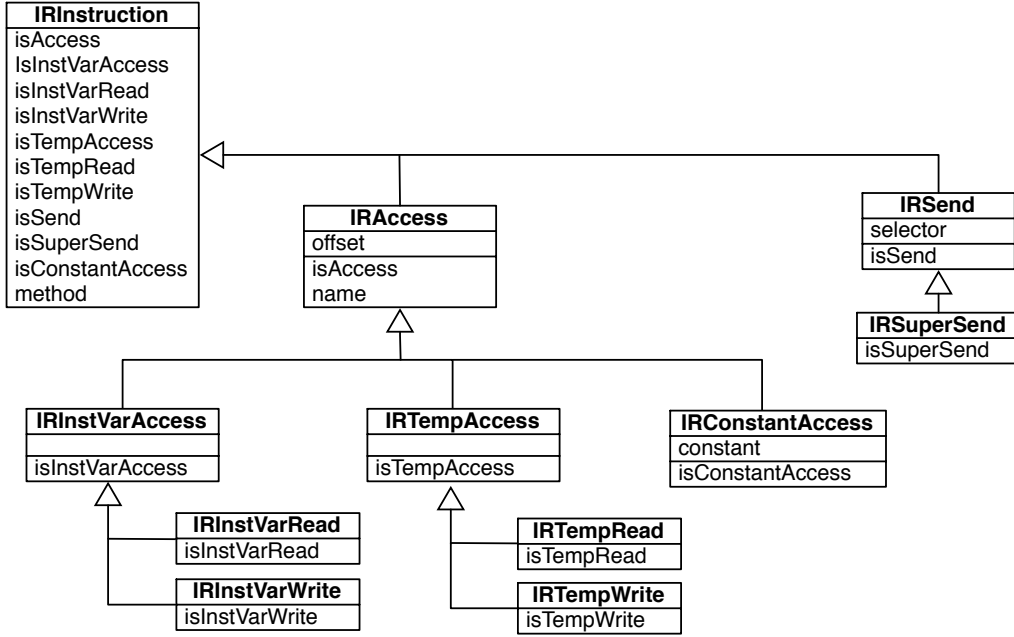 IRInstruction
isAccess
IsInstVarAccess
isInstVarRead
isInstVarWrite
isTempAccess
isTempRead
isTempWrite
isSend
isSuperSend
isConstantAccess
method
IRAccess
offset
isAccess
name
IRSend
selector
isSend
IRSuperSend
isSuperSend
IRInstVarAccess
isInstVarAccess
IRTempAccess
isTempAccess
IRConstantAccess
constant
isConstantAccess
IRInstVarRead
isInstVarRead
IRInstVarWrite
isInstVarWrite
IRTempRead
isTempRead
IRTempWrite
isTempWrite